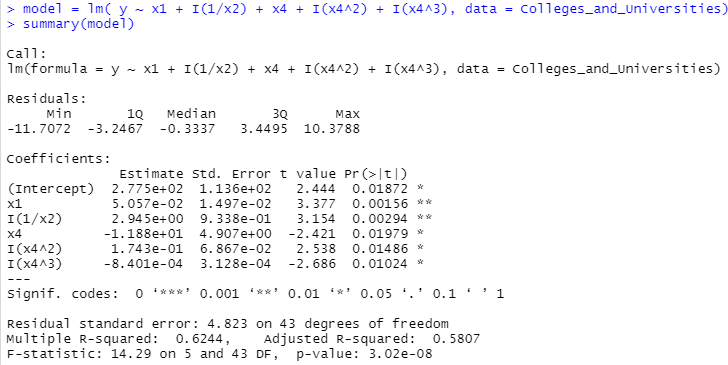 > model = lm( y ~ x1 + I(1/x2) + x4 + I(x4^2) + I(x4^3), data = Colleges_and_Universities)
> summary(model)
Call:
lm(formula = y ~ x1 + I(1/x2) + x4 + I(x4^2) + I(x4^3), data = Colleges_and_Universities)
Residuals:
     Min       1Q   Median       3Q      Max
-11.7072  -3.2467  -0.3337   3.4495  10.3788
Coefficients:
              Estimate Std. Error t value Pr(>|t|)
(Intercept)  2.775e+02  1.136e+02   2.444  0.01872 *
x1           5.057e-02  1.497e-02   3.377  0.00156 **
I(1/x2)      2.945e+00  9.338e-01   3.154  0.00294 **
x4          -1.188e+01  4.907e+00  -2.421  0.01979 *
I(x4^2)      1.743e-01  6.867e-02   2.538  0.01486 *
I(x4^3)     -8.401e-04  3.128e-04  -2.686  0.01024 *
---
Signif. codes:  0 ‘***’ 0.001 ‘**’ 0.01 ‘*’ 0.05 ‘.’ 0.1 ‘ ’ 1
Residual standard error: 4.823 on 43 degrees of freedom
Multiple R-squared:  0.6244,    Adjusted R-squared:  0.5807
F-statistic: 14.29 on 5 and 43 DF,  p-value: 3.02e-08